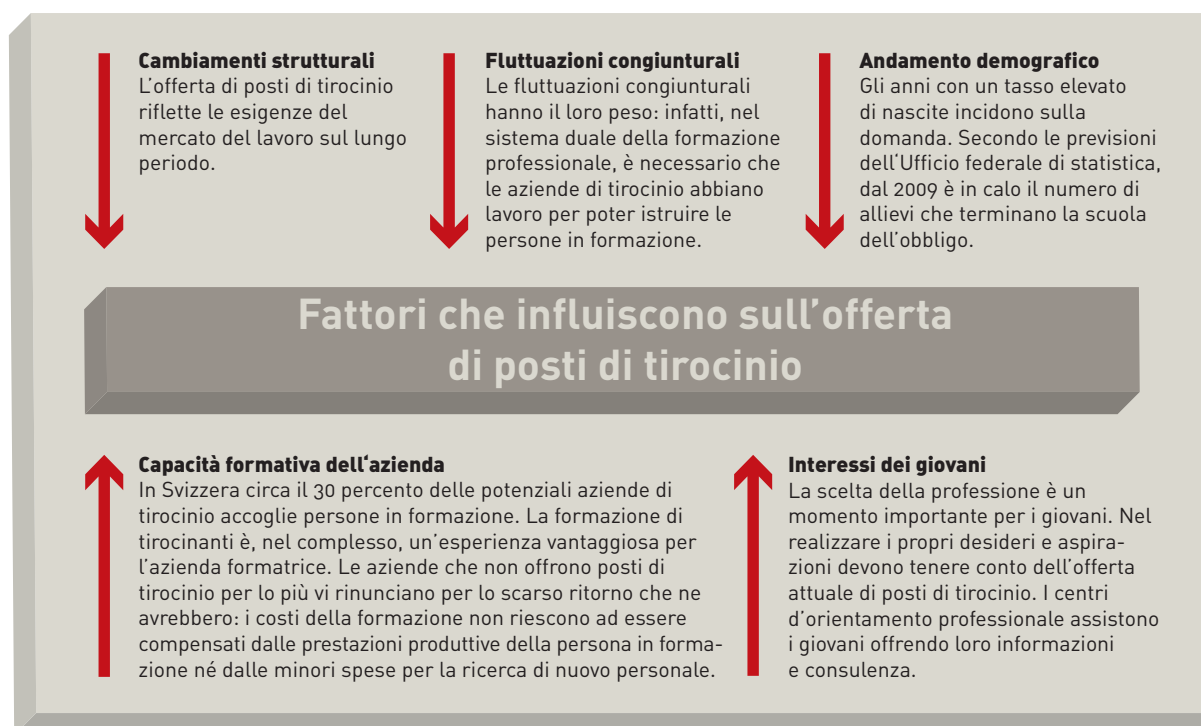 Cambiamenti strutturali
L'offerta di posti di tirocinio
riflette le esigenze del
mercato del lavoro sul lungo
periodo.
Fluttuazioni congiunturali
Le fluttuazioni congiunturali
hanno il loro peso: infatti, nel
sistema duale della formazione
professionale, è necessario che
le aziende di tirocinio abbiano
lavoro per poter istruire le
persone in formazione.
Andamento demografico
Gli anni con un tasso elevato
di nascite incidono sulla
domanda. Secondo le previsioni
dell'Ufficio federale di statistica,
dal 2009 è in calo il numero di
allievi che terminano la scuola
dell'obbligo.
Fattori che influiscono sull'offerta
di posti di tirocinio
Capacità formativa dell'azienda
In Svizzera circa il 30 percento delle potenziali aziende di
tirocinio accoglie persone in formazione. La formazione di
tirocinanti è, nel complesso, un'esperienza vantaggiosa per
l'azienda formatrice. Le aziende che non offrono posti di
tirocinio per lo più vi rinunciano per lo scarso ritorno che ne
avrebbero: i costi della formazione non riescono ad essere
compensati dalle prestazioni produttive della persona in forma-
zione né dalle minori spese per la ricerca di nuovo personale.
Interessi dei giovani
La scelta della professione è un
momento importante per i giovani. Nel
realizzare i propri desideri e aspira-
zioni devono tenere conto dell'offerta
attuale di posti di tirocinio. I centri
d'orientamento professionale assistono
i giovani offrendo loro informazioni
e consulenza.